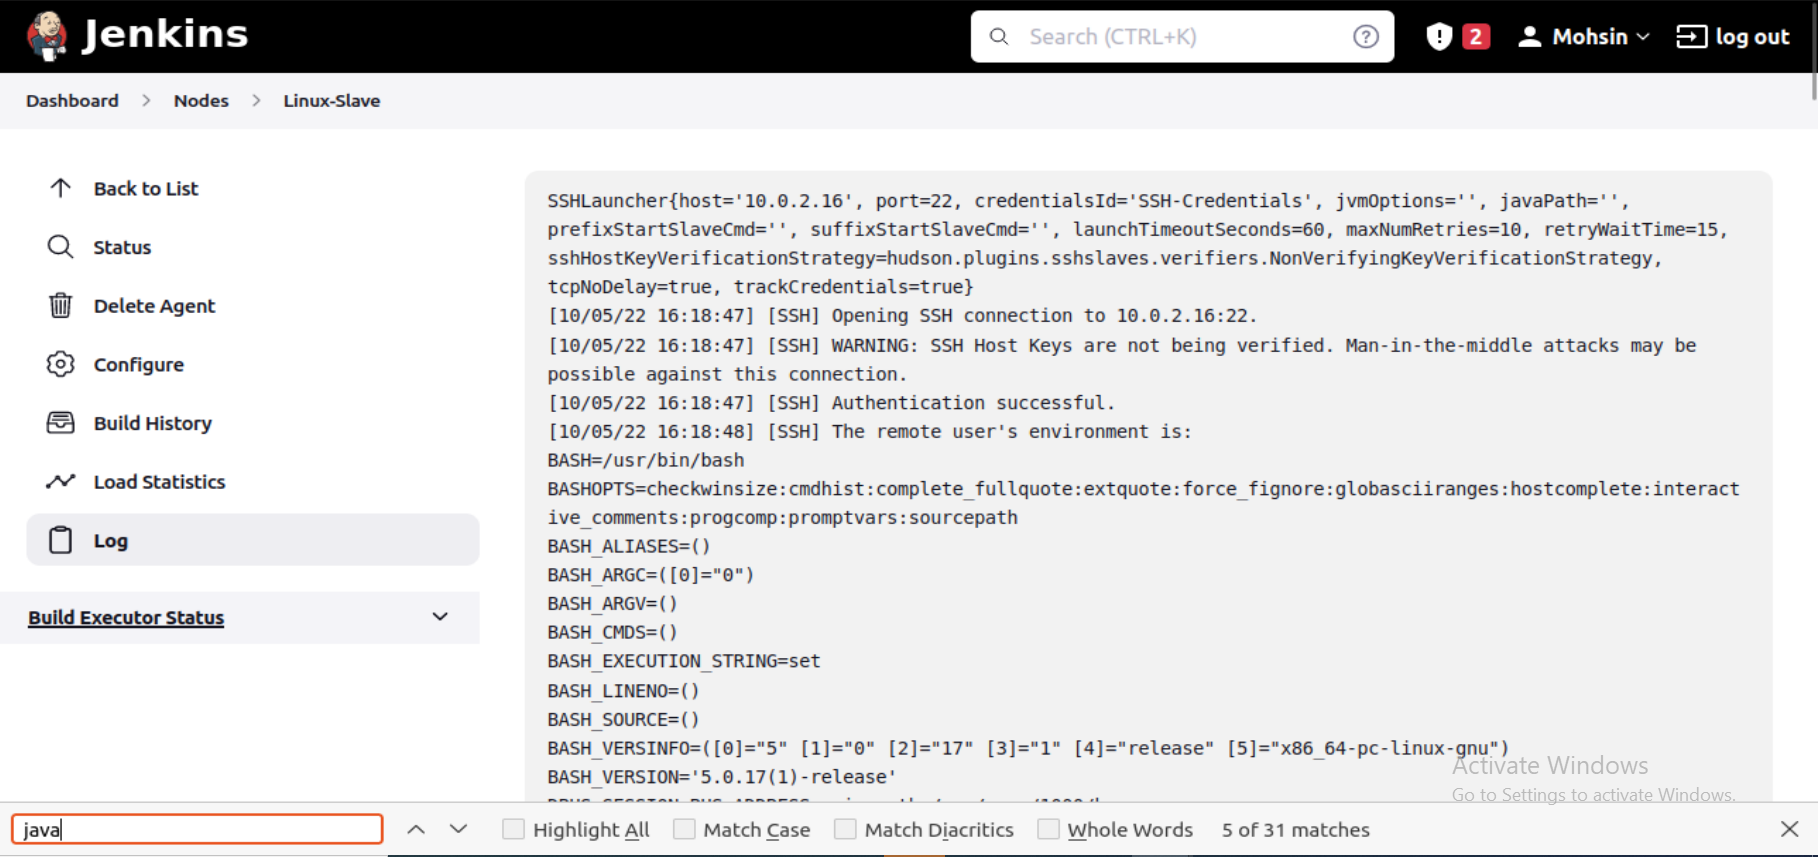 Jenkins
Search (CTRL+K)
2
Mohsin
log out
Dashboard > Nodes > Linux-Slave
Back to List
Status
Delete Agent
Configure
Build History
Load Statistics
Log
Build Executor Status
SSHLauncher{host='10.0.2.16', port=22, credentialsId='SSH-Credentials', jvmOptions='', javaPath='',
prefixStartSlaveCmd='', suffixStartSlaveCmd='', launchTimeoutSeconds=60, maxNumRetries=10, retryWaitTime=15,
sshHostKeyVerificationStrategy=hudson.plugins.sshslaves.verifiers.NonVerifyingKeyVerificationStrategy,
tcpNoDelay=true, trackCredentials=true}
[10/05/22 16:18:47] [SSH] Opening SSH connection to 10.0.2.16:22.
[10/05/22 16:18:47] [SSH] WARNING: SSH Host Keys are not being verified. Man-in-the-middle attacks may be
possible against this connection.
[10/05/22 16:18:47] [SSH] Authentication successful.
[10/05/22 16:18:48] [SSH] The remote user's environment is:
BASH=/usr/bin/bash
BASHOPTS=checkwinsize:cmdhist:complete_fullquote:extquote:force_fignore:globasciiranges:hostcomplete:interact
ive_comments:progcomp:promptvars:sourcepath
BASH_ALIASES=()
BASH_ARGC=([0]="0")
BASH_ARGV=()
BASH_CMDS=()
BASH_EXECUTION_STRING=set
BASH_LINENO=()
BASH_SOURCE=()
BASH_VERSINFO=([0]="5" [1]="0" [2]="17" [3]="1" [4]="release" [5]="x86_64-pc-linux-gnu")
BASH_VERSION='5.0.17(1)-release'
Activate Windows
Go to Settings to activate Windows.
java
Highlight All
Match Case
Match Diacritics
Whole Words
5 of 31 matches